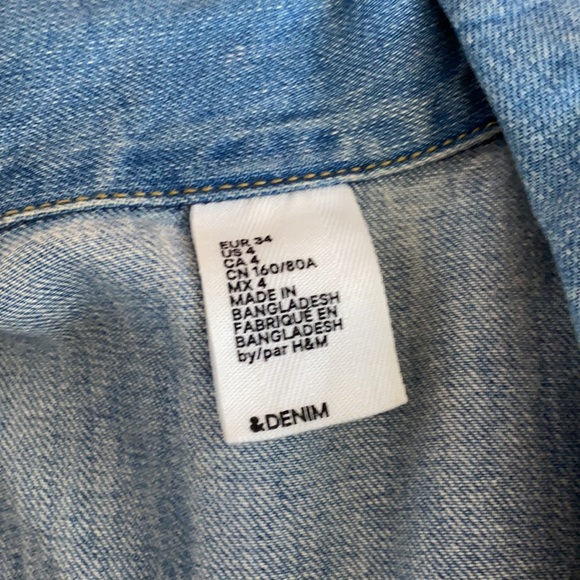 EUR 34
US 4
CA 4
CN 160/80A
MX 4
MADE IN
BANGLADESH
FABRIQUÉ EN
BANGLADESH
by/par H&M
&DENIM